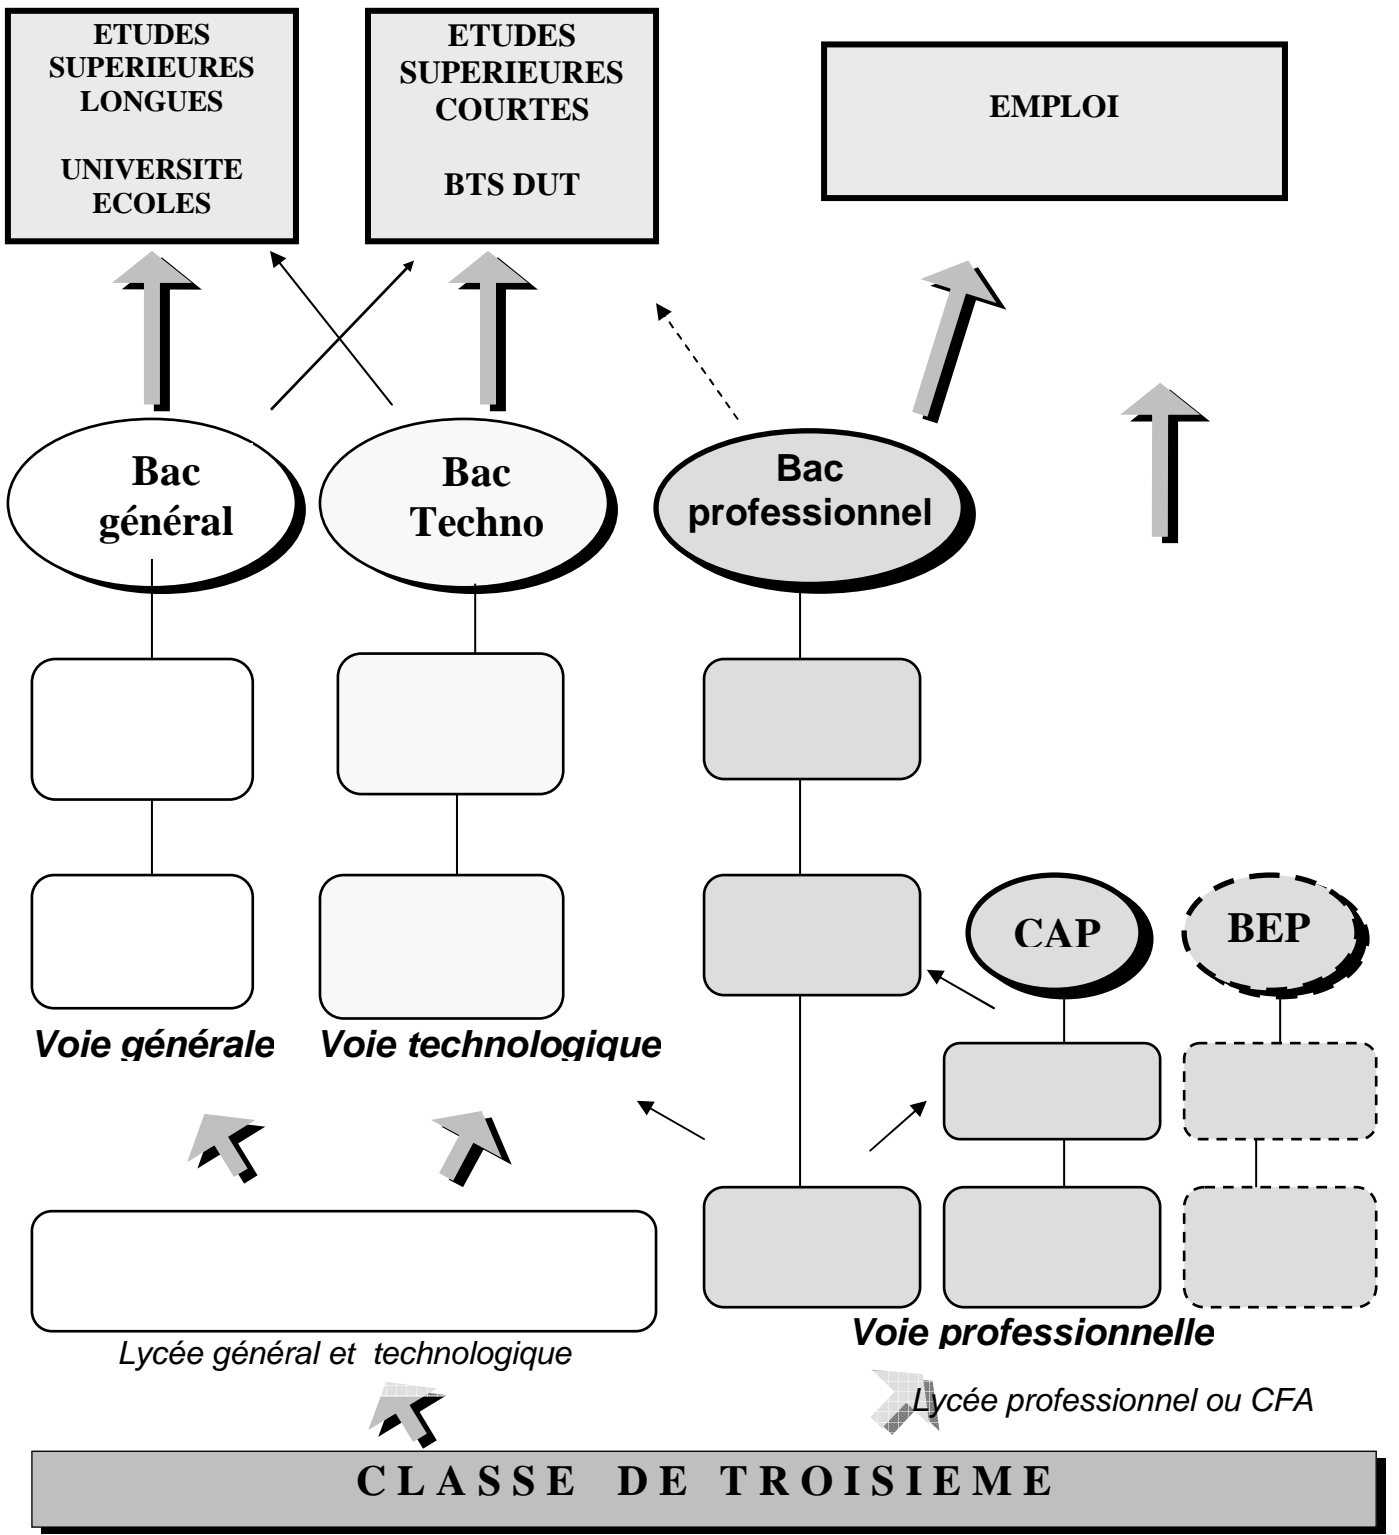 ETUDES
SUPERIEURES
LONGUES
UNIVERSITE
ECOLES
ETUDES
SUPERIEURES
COURTES
BTS DUT
EMPLOI
Bac
général
Bac
Techno
Bac
professionnel
CAP
BEP
Voie générale
Voie technologique
Voie professionnelle
Lycée général et  technologique
Lycée professionnel ou CFA
CLASSE DE TROISIEME